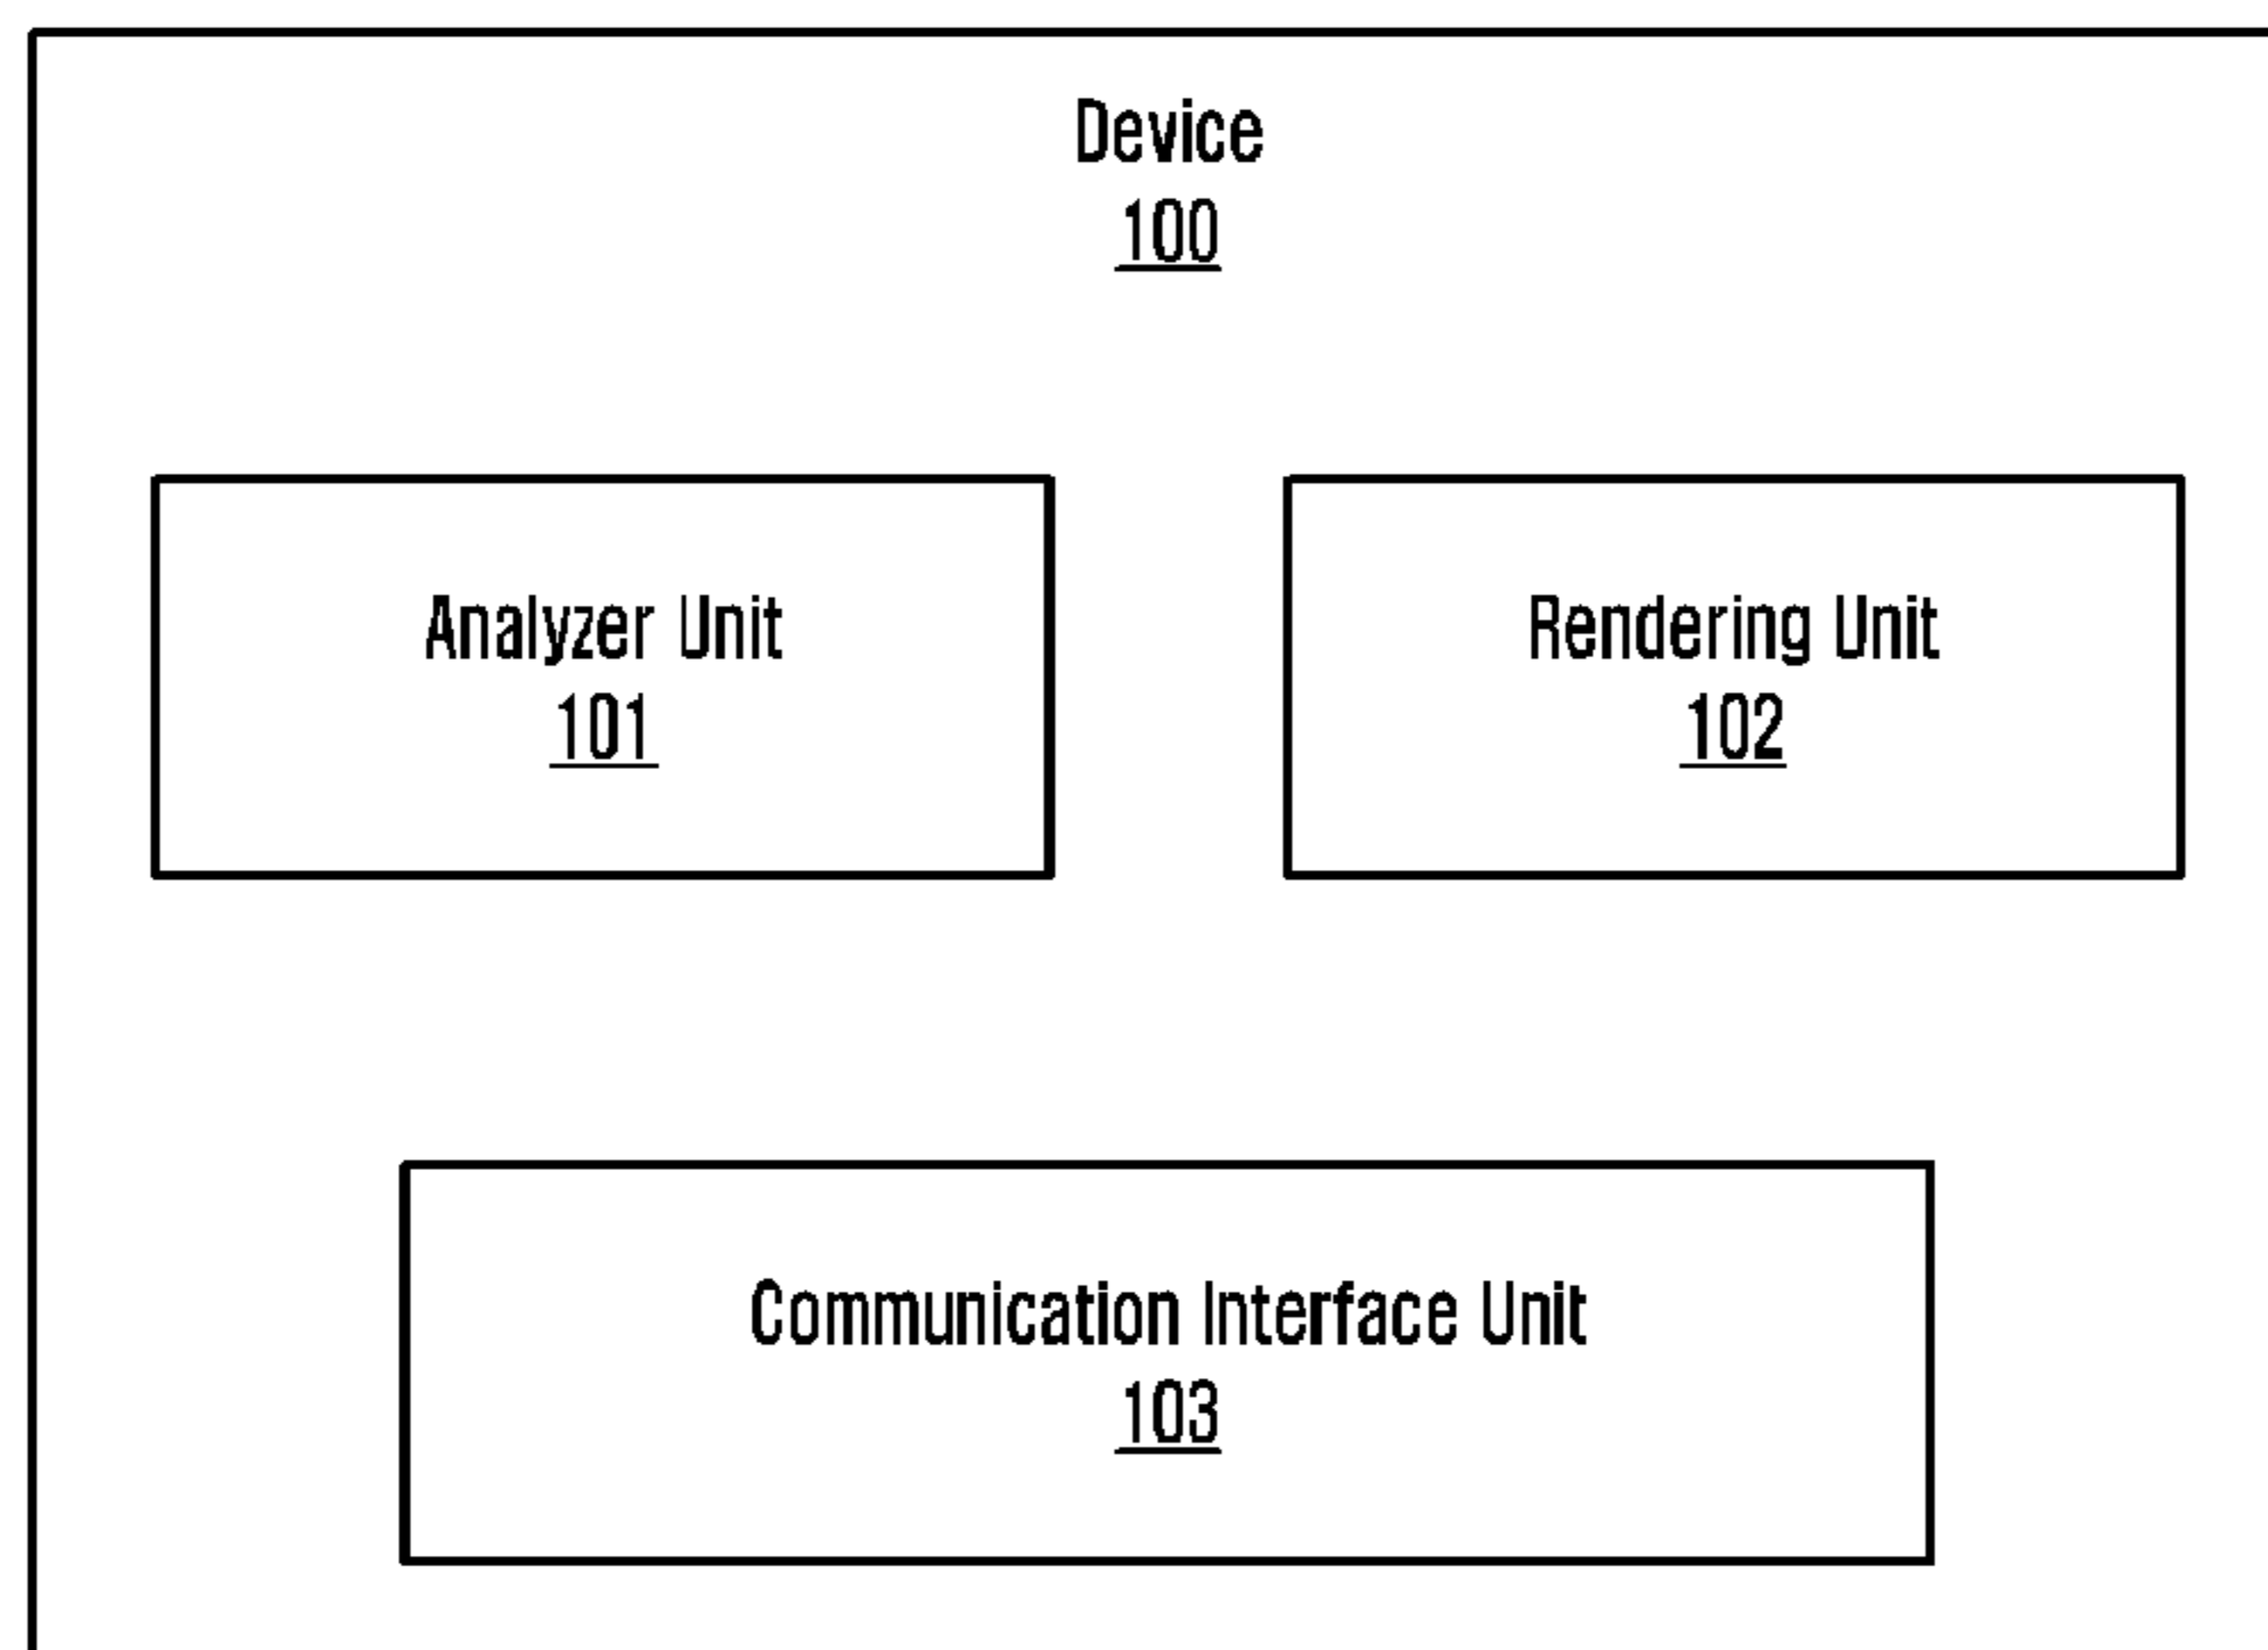 Device
100
Analyzer Unit
101
Rendering Unit
102
Communication Interface Unit
103